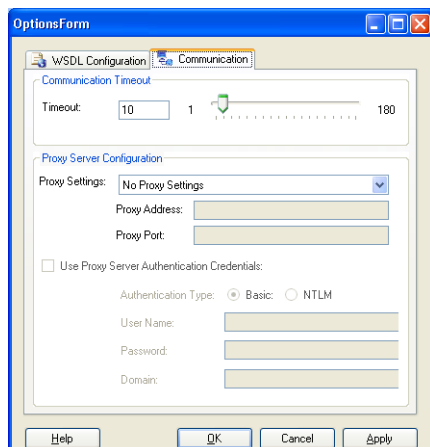 OptionsForm
WSDL Configuration Communication
Communication Timeout
Timeout: 10 1 180
Proxy Server Configuration
Proxy Settings: No Proxy Settings
Proxy Address:
Proxy Port:
Use Proxy Server Authentication Credentials:
Authentication Type: Basic: NTLM
User Name:
Password:
Domain:
Help OK Cancel Apply